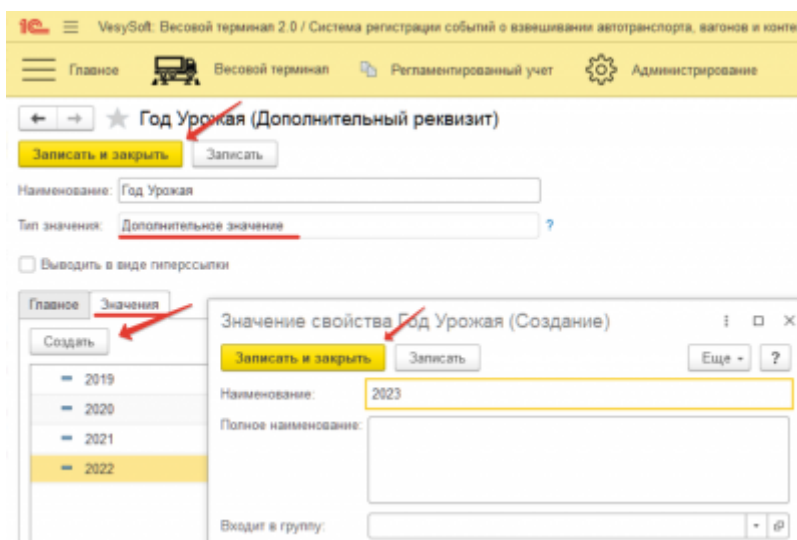 1С VesySoft: Весовой терминал 2.0 / Система регистрации событий о взвешивании автотранспорта, вагонов и конте
Главное Весовой терминал Регламентированный учет Администрирование
Год Урожая (Дополнительный реквизит)
Записать и закрыть Записать
Наименование: Год Урожая
Тип значения: Дополнительное значение ?
Выводить в виде гиперссылки
Главное Значения
Создать
2019
2020
2021
2022
Значение свойства Год Урожая (Создание)
Записать и закрыть Записать Еще ?
Наименование: 2023
Полное наименование:
Входит в группу: